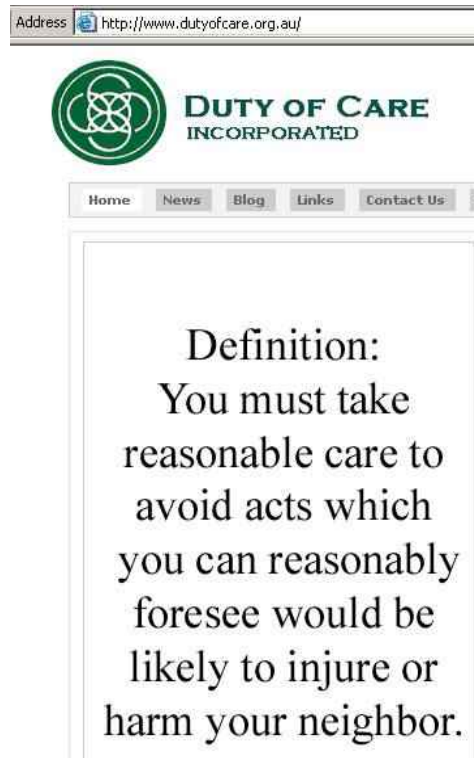 Address http://www.dutyofcare.org.au/
DUTY OF CARE
INCORPORATED
Home News Blog Links Contact Us
Definition:
You must take
reasonable care to
avoid acts which
you can reasonably
foresee would be
likely to injure or
harm your neighbor.